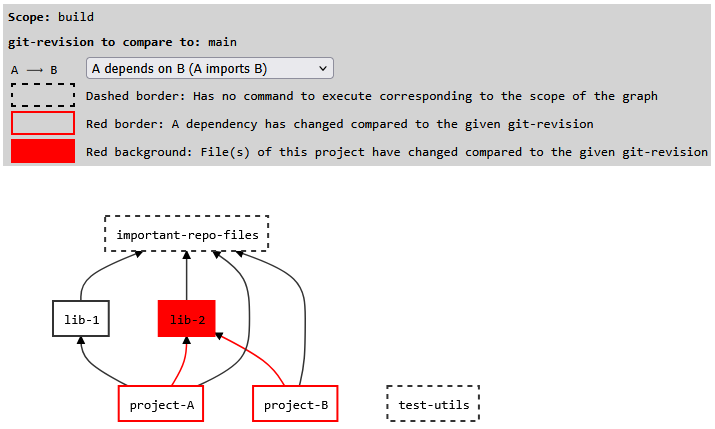 Scope: build
git-revision to compare to: main
A ⟶ B A depends on B (A imports B)
Dashed border: Has no command to execute corresponding to the scope of the graph
Red border: A dependency has changed compared to the given git-revision
Red background: File(s) of this project have changed compared to the given git-revision
important-repo-files
lib-1 lib-2
project-A project-B test-utils